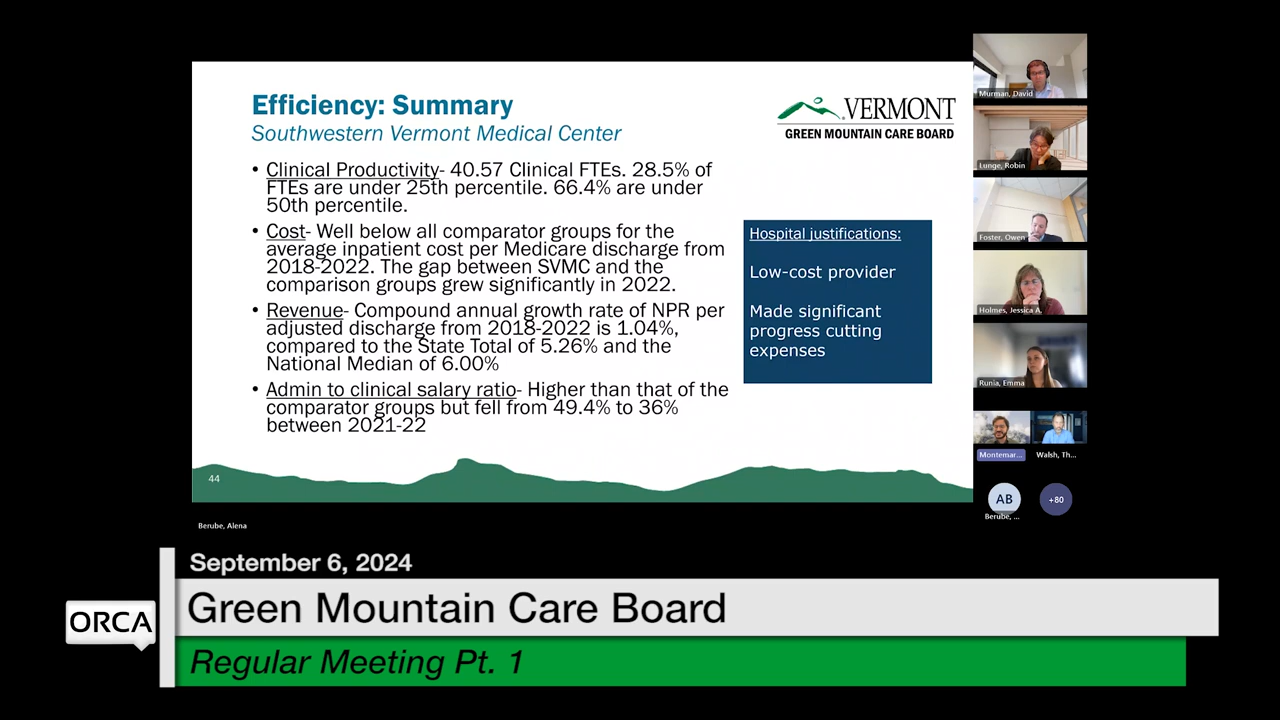 Efficiency: Summary
Southwestern Vermont Medical Center
VERMONT
GREEN MOUNTAIN CARE BOARD
• Clinical Productivity- 40.57 Clinical FTEs. 28.5% of
FTEs are under 25th percentile. 66.4% are under
50th percentile.
• Cost- Well below all comparator groups for the
average inpatient cost per Medicare discharge from
2018-2022. The gap between SVMC and the
comparison groups grew significantly in 2022.
• Revenue- Compound annual growth rate of NPR per
adjusted discharge from 2018-2022 is 1.04%,
compared to the State Total of 5.26% and the
National Median of 6.00%
• Admin to clinical salary ratio- Higher than that of the
comparator groups but fell from 49.4% to 36%
between 2021-22
Hospital justifications:
Low-cost provider
Made significant
progress cutting
expenses
44
Berube, Alena
Murman, David
Lunge, Robin
Foster, Owen
Holmes, Jessica A.
Runia, Emma
Montemar...
Walsh, Th...
AB
Berube, ...
+80
September 6, 2024
ORCA
Green Mountain Care Board
Regular Meeting Pt. 1